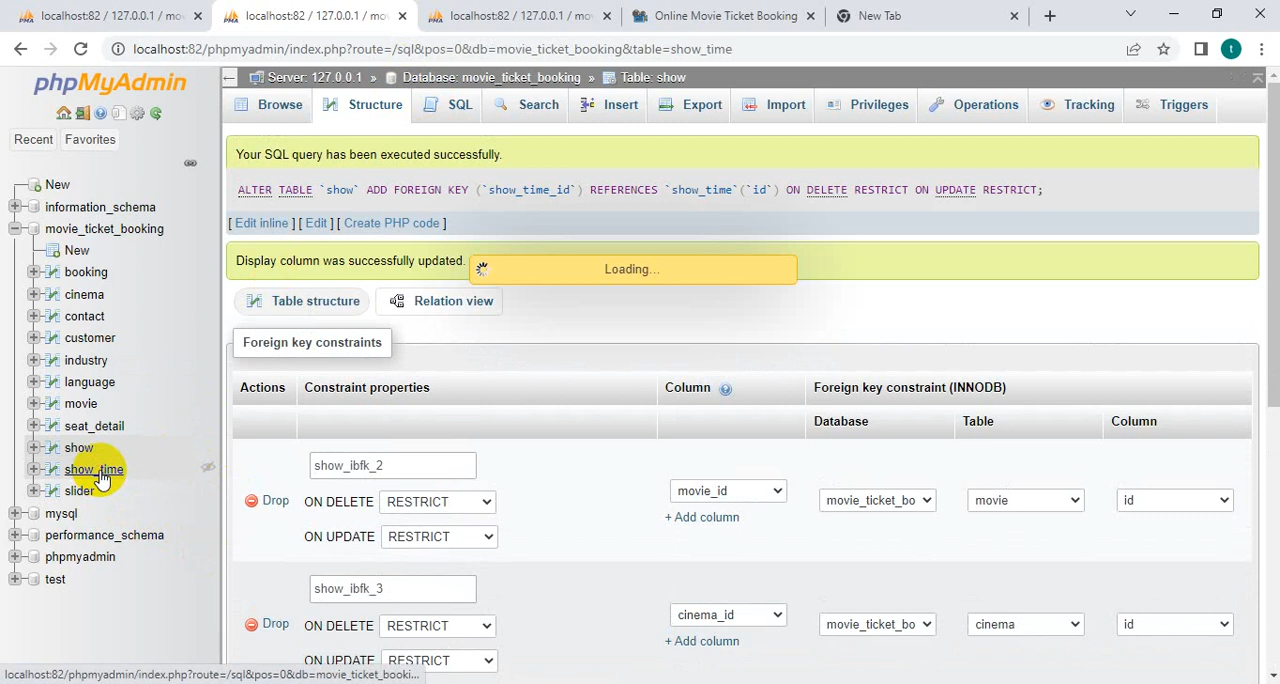 localhost:82 / 127.0.0.1 / mov
localhost:82 / 127.0.0.1 / mov
localhost:82 / 127.0.0.1 / mov
Online Movie Ticket Booking
New Tab
localhost:82/phpmyadmin/index.php?route=/sql&pos=0&db=movie_ticket_booking&table=show_time
t
phpMyAdmin
Recent
Favorites
New
information_schema
movie_ticket_booking
New
booking
cinema
contact
customer
industry
language
movie
seat_detail
show
show_time
slider
mysql
performance_schema
phpmyadmin
test
Server: 127.0.0.1 » Database: movie_ticket_booking » Table: show
Browse
Structure
SQL
Search
Insert
Export
Import
Privileges
Operations
Tracking
Triggers
Your SQL query has been executed successfully.
ALTER TABLE `show` ADD FOREIGN KEY (`show_time_id`) REFERENCES `show_time`(`id`) ON DELETE RESTRICT ON UPDATE RESTRICT;
[ Edit inline ] [ Edit ] [ Create PHP code ]
Display column was successfully updated.
Loading...
Table structure
Relation view
Foreign key constraints
Actions
Constraint properties
Column
Foreign key constraint (INNODB)
Database
Table
Column
show_ibfk_2
Drop
ON DELETE
RESTRICT
ON UPDATE
RESTRICT
movie_id
+ Add column
movie_ticket_bo
movie
id
show_ibfk_3
Drop
ON DELETE
RESTRICT
ON UPDATE
RESTRICT
cinema_id
+ Add column
movie_ticket_bo
cinema
id
localhost:82/phpmyadmin/index.php?route=/sql&pos=0&db=movie_ticket_booki...